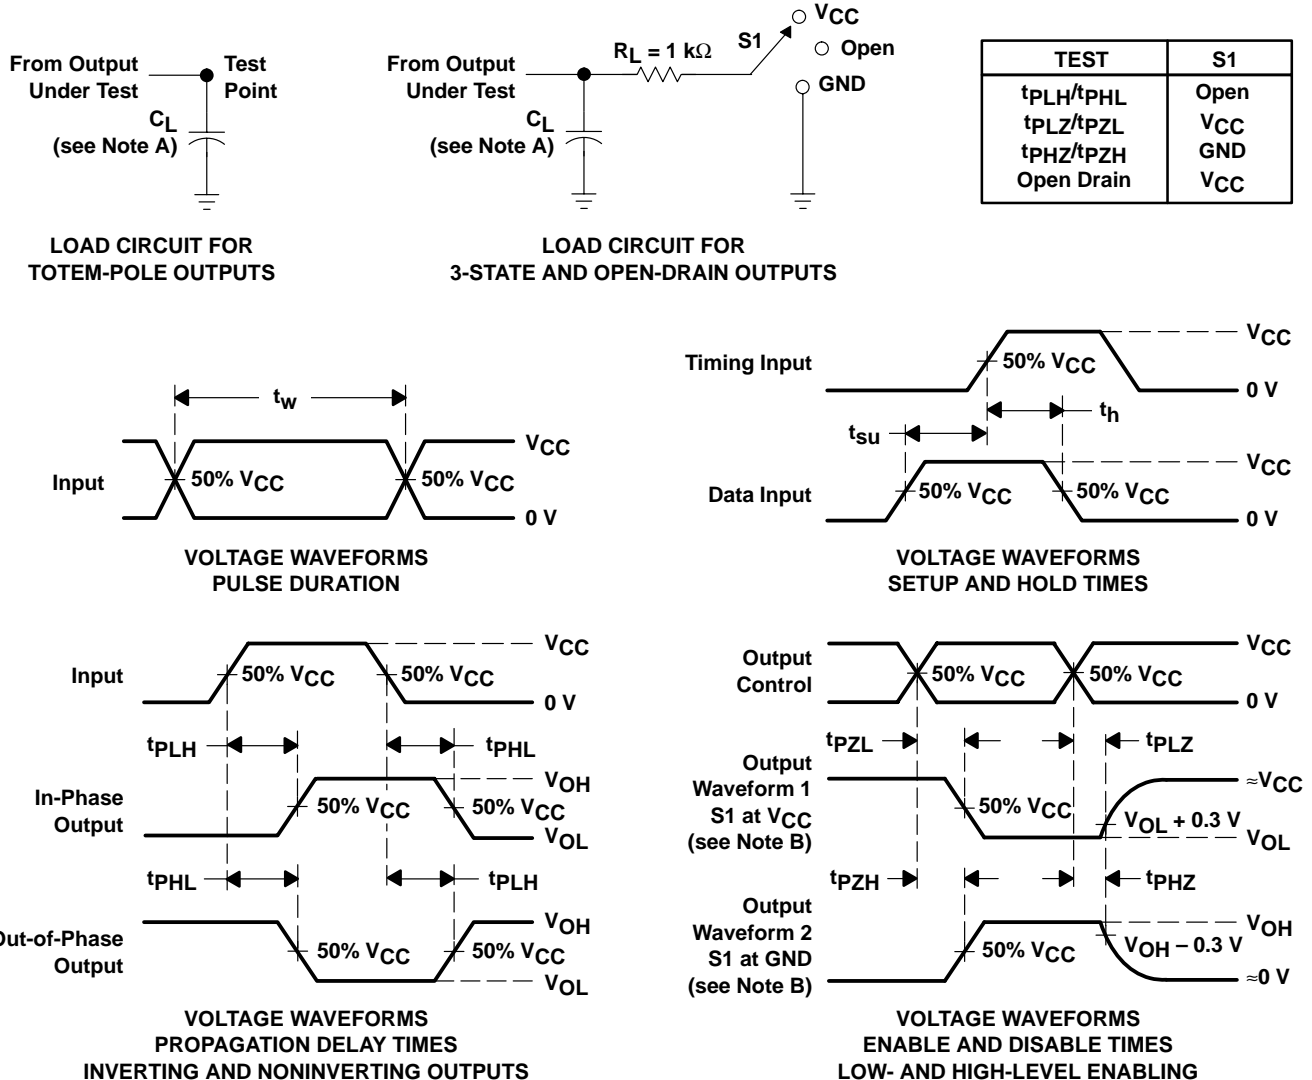 From Output
Under Test
Test
Point
CL
(see Note A)
LOAD CIRCUIT FOR
TOTEM-POLE OUTPUTS
From Output
Under Test
RL = 1 kΩ
S1
VCC
Open
GND
CL
(see Note A)
LOAD CIRCUIT FOR
3-STATE AND OPEN-DRAIN OUTPUTS
TEST S1
tPLH/tPHL Open
tPLZ/tPZL VCC
tPHZ/tPZH GND
Open Drain VCC
tw
Input
50% VCC
50% VCC
VCC
0 V
VOLTAGE WAVEFORMS
PULSE DURATION
Timing Input
50% VCC
VCC
0 V
tsu
th
Data Input
50% VCC
50% VCC
VCC
0 V
VOLTAGE WAVEFORMS
SETUP AND HOLD TIMES
Input
50% VCC
50% VCC
VCC
0 V
tPLH
tPHL
In-Phase
Output
50% VCC
50% VCC
VOH
VOL
tPHL
tPLH
Out-of-Phase
Output
50% VCC
50% VCC
VOH
VOL
VOLTAGE WAVEFORMS
PROPAGATION DELAY TIMES
INVERTING AND NONINVERTING OUTPUTS
Output
Control
50% VCC
50% VCC
VCC
0 V
tPZL
tPLZ
Output
Waveform 1
S1 at VCC
(see Note B)
50% VCC
VOL + 0.3 V
≈VCC
VOL
tPZH
tPHZ
Output
Waveform 2
S1 at GND
(see Note B)
50% VCC
VOH − 0.3 V
VOH
≈0 V
VOLTAGE WAVEFORMS
ENABLE AND DISABLE TIMES
LOW- AND HIGH-LEVEL ENABLING